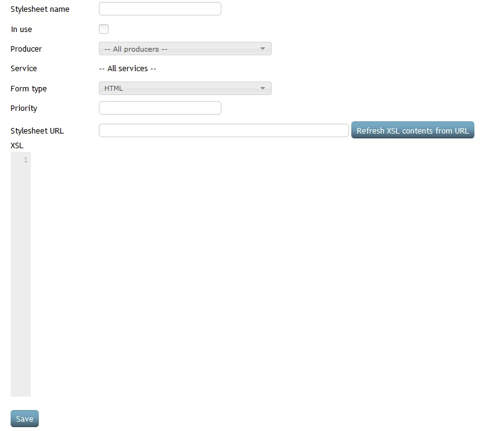 Stylesheet name
In use
Producer -- All producers --
Service -- All services --
Form type HTML
Priority
Stylesheet URL Refresh XSL contents from URL
XSL
1
Save